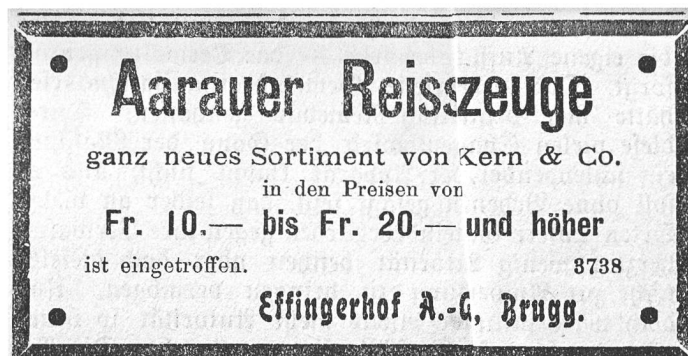 Aarauer Reisszeuge
ganz neues Sortiment von Kern & Co.
in den Preisen von
Fr. 10.— bis Fr. 20.— und höher
ist eingetroffen. 3738
Effingerhof A.-G, Brugg.